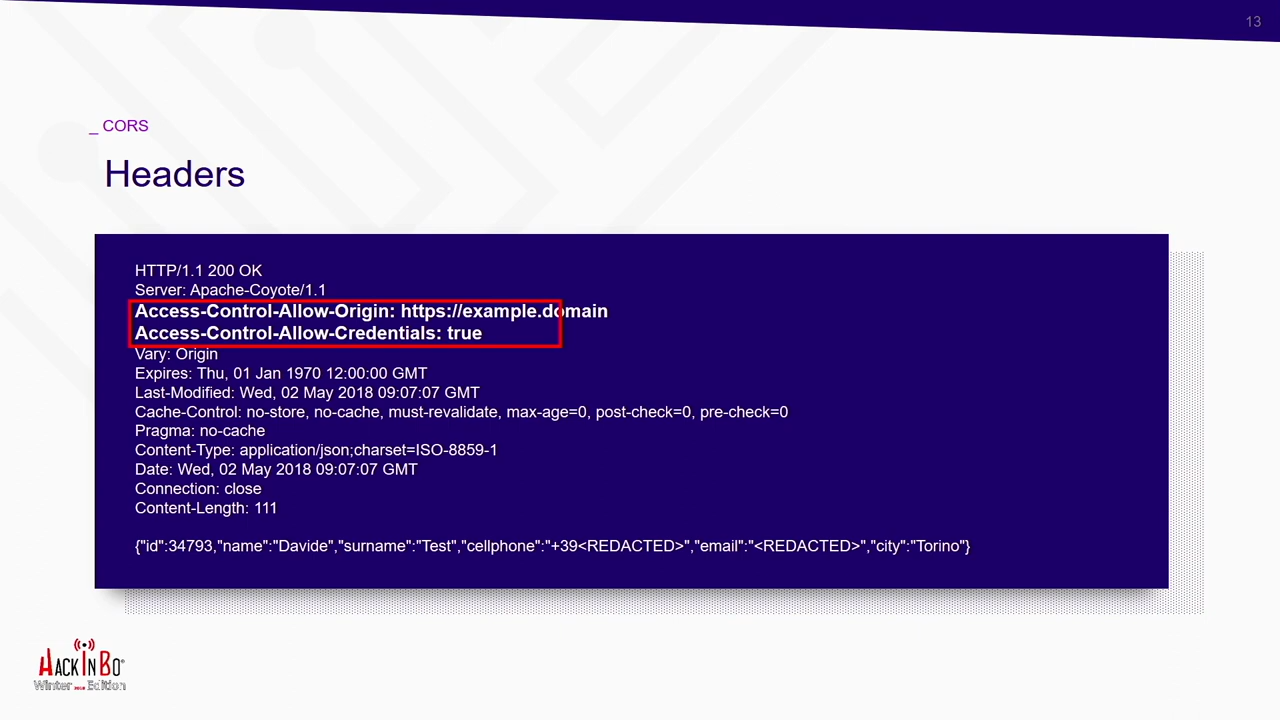 13
_ CORS
Headers
HTTP/1.1 200 OK
Server: Apache-Coyote/1.1
Access-Control-Allow-Origin: https://example.domain
Access-Control-Allow-Credentials: true
Vary: Origin
Expires: Thu, 01 Jan 1970 12:00:00 GMT
Last-Modified: Wed, 02 May 2018 09:07:07 GMT
Cache-Control: no-store, no-cache, must-revalidate, max-age=0, post-check=0, pre-check=0
Pragma: no-cache
Content-Type: application/json;charset=ISO-8859-1
Date: Wed, 02 May 2018 09:07:07 GMT
Connection: close
Content-Length: 111
{"id":34793,"name":"Davide","surname":"Test","cellphone":"+39<REDACTED>","email":"<REDACTED>","city":"Torino"}
HackInBo®
Winter Edition